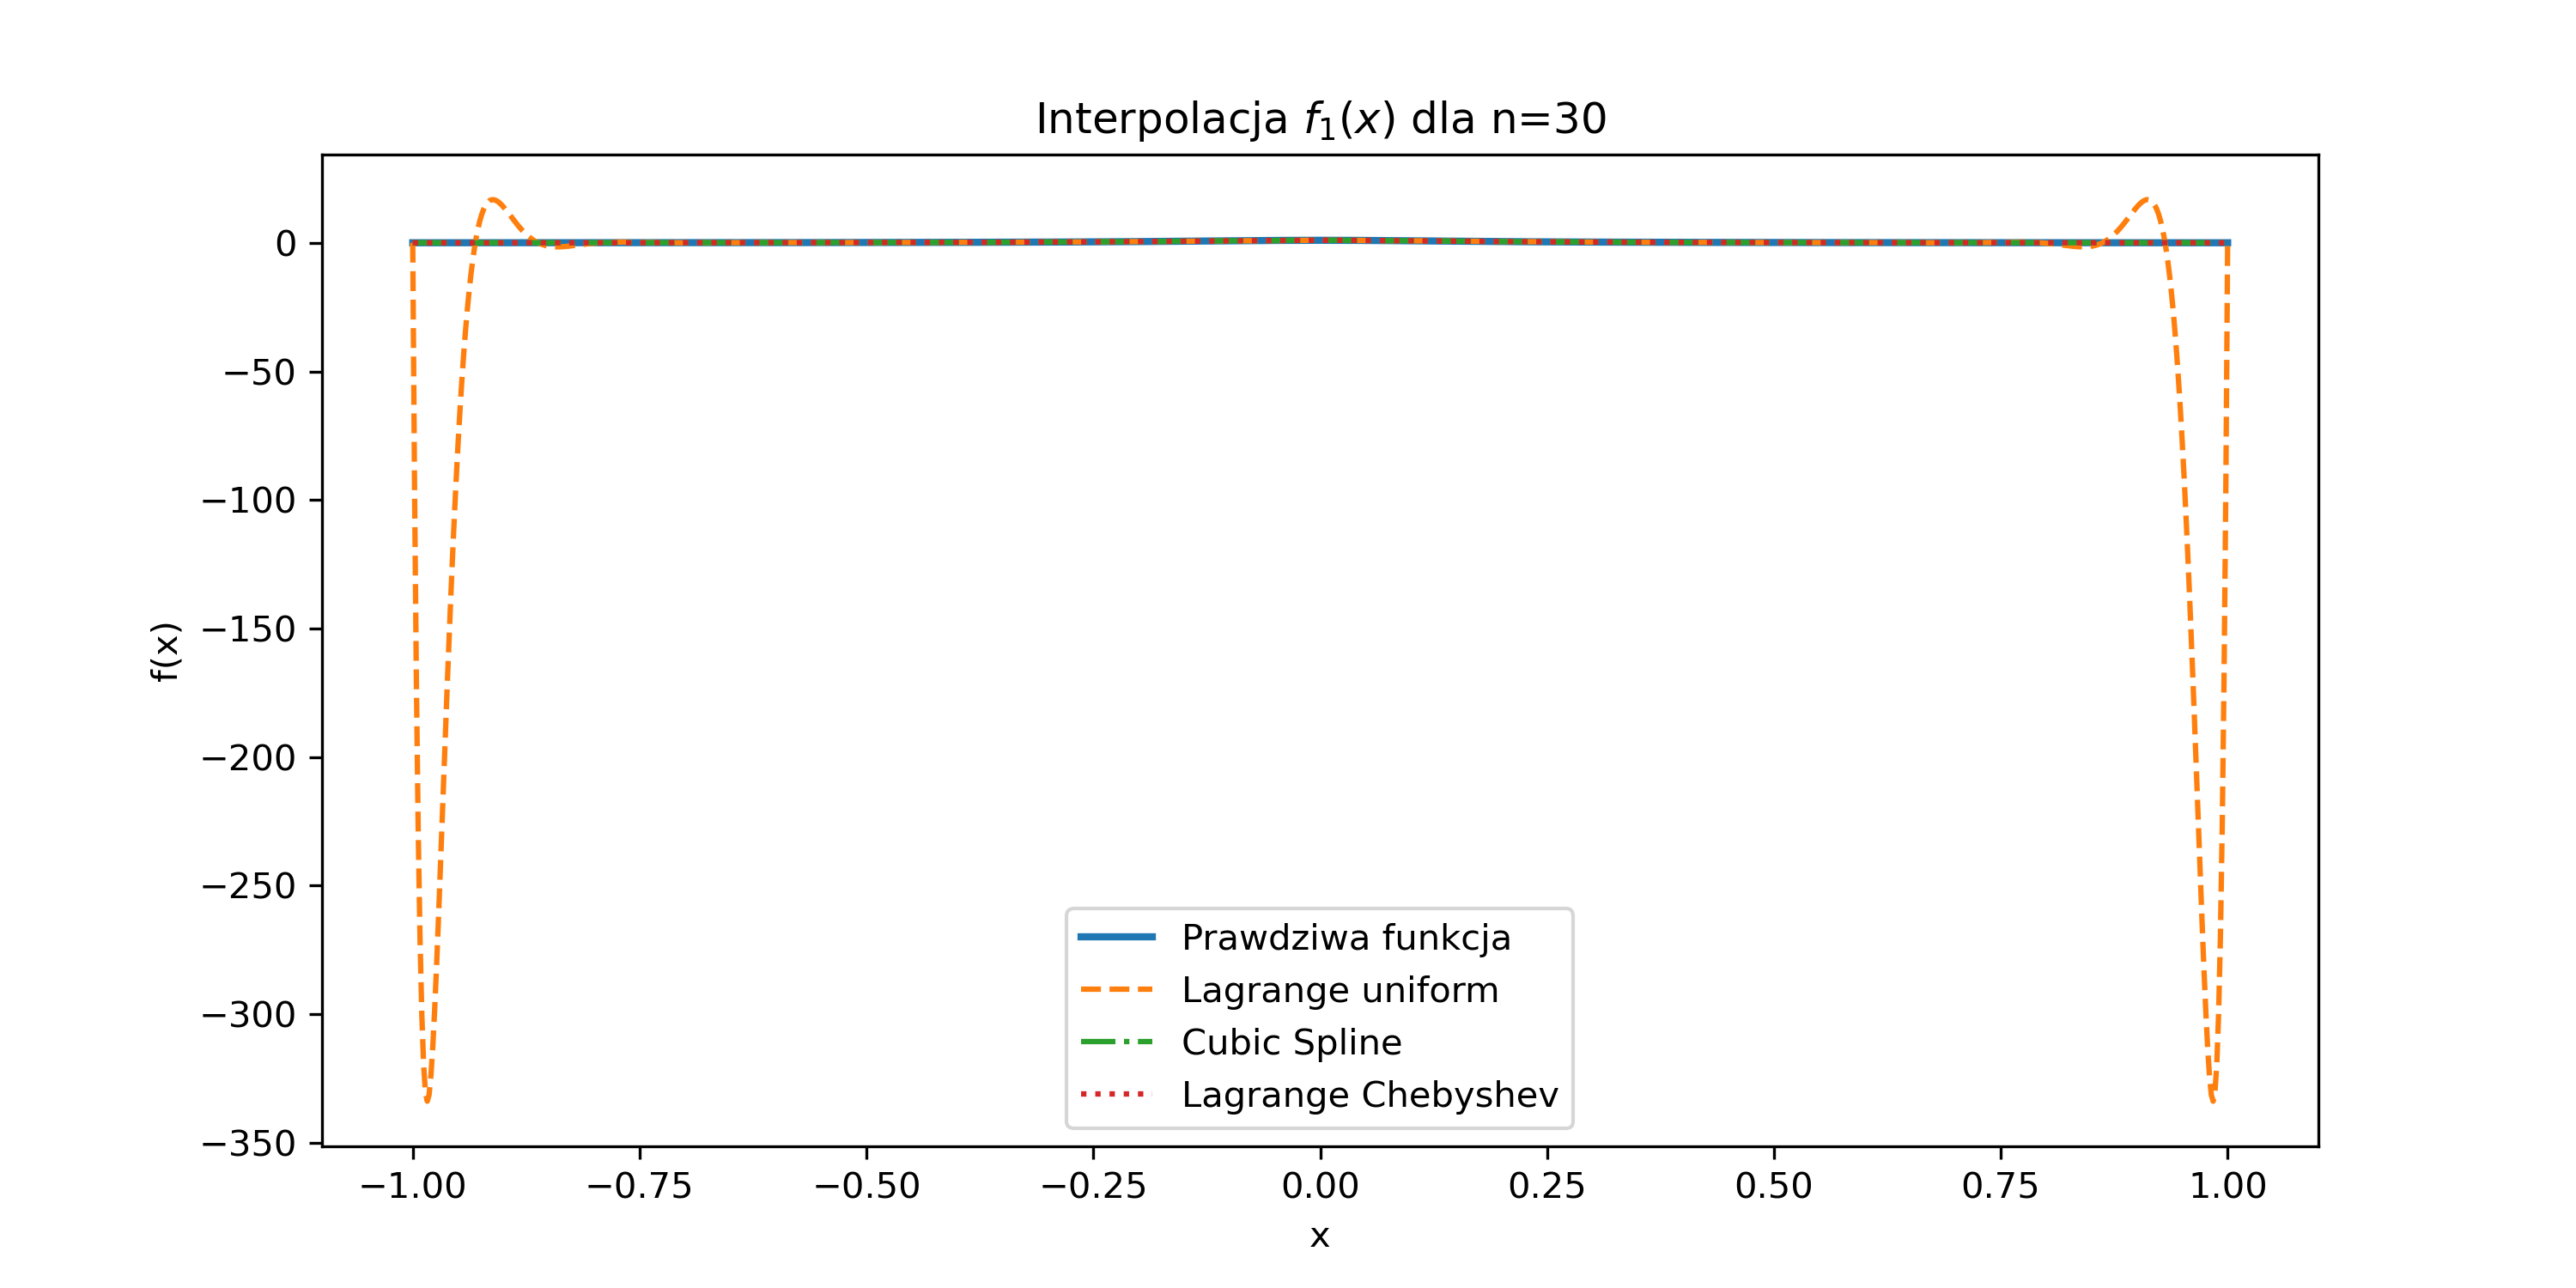 Interpolacja f₁(x) dla n=30
f(x)
0
−50
−100
−150
−200
−250
−300
−350
Prawdziwa funkcja
Lagrange uniform
Cubic Spline
Lagrange Chebyshev
−1.00 −0.75 −0.50 −0.25 0.00 0.25 0.50 0.75 1.00
x